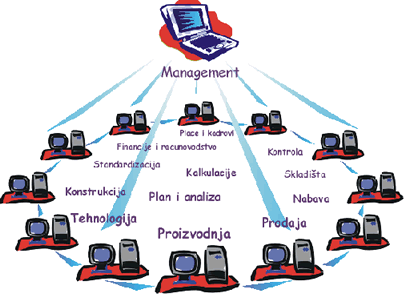 Management
Place i kadrovi
Financije i racunovodstvo
Kontrola
Standardizacija
Kalkulacije
Skladišta
Konstrukcija
Plan i analiza
Nabava
Tehnologija
Prodaja
Proizvodnja